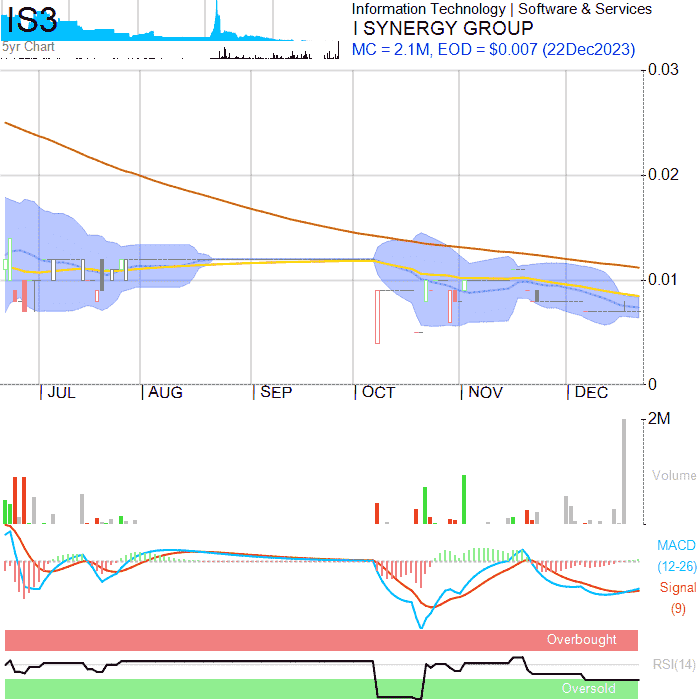 IS3
5yr Chart
Information Technology | Software & Services
I SYNERGY GROUP
MC = 2.1M, EOD = $0.007 (22Dec2023)
0.03
0.02
0.01
0
JUL
AUG
SEP
OCT
NOV
DEC
2M
Volume
MACD
(12-26)
Signal
(9)
Overbought
RSI(14)
Oversold